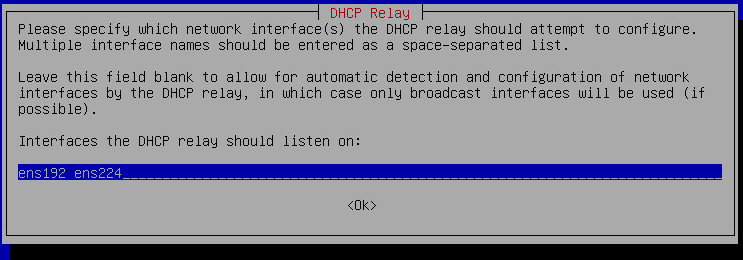 DHCP Relay
Please specify which network interface(s) the DHCP relay should attempt to configure.
Multiple interface names should be entered as a space-separated list.
Leave this field blank to allow for automatic detection and configuration of network
interfaces by the DHCP relay, in which case only broadcast interfaces will be used (if
possible).
Interfaces the DHCP relay should listen on:
ens192 ens224
<Ok>